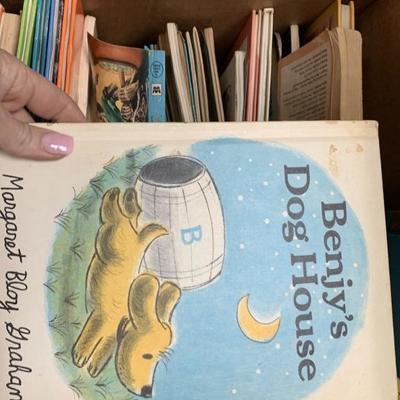 Benjy's
Dog House
B
Margaret Bloy Graham